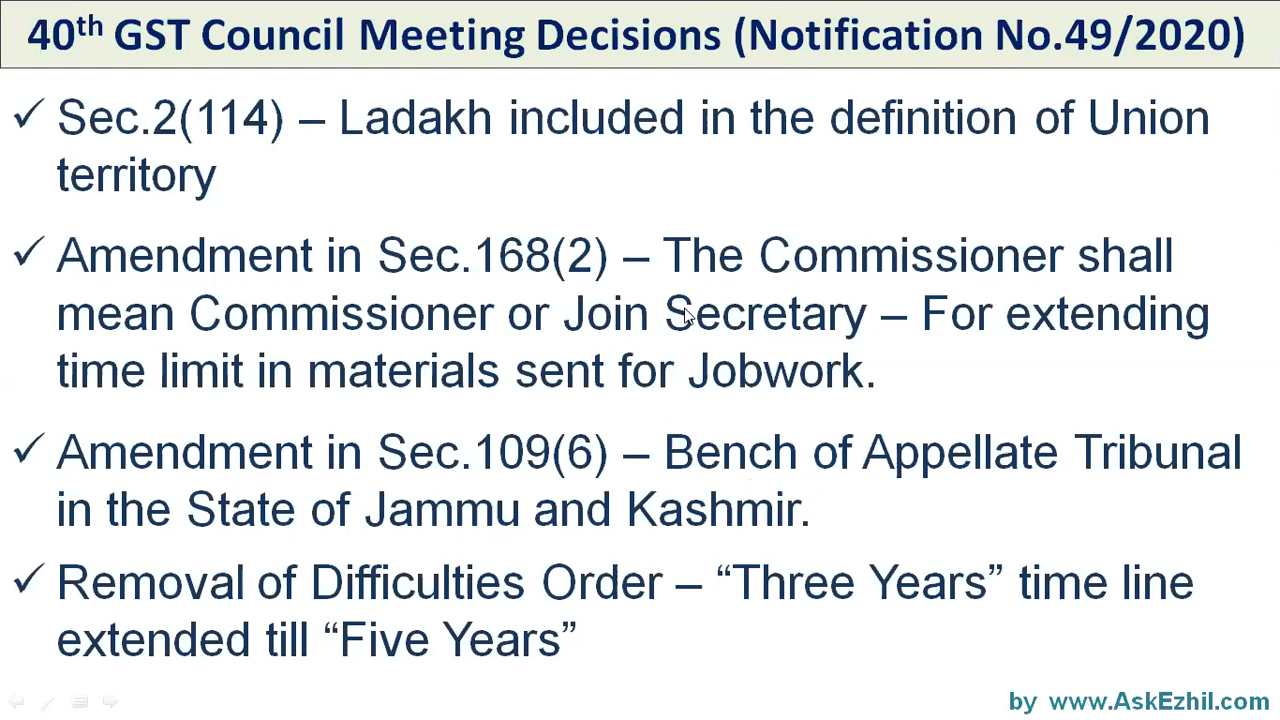 40th GST Council Meeting Decisions (Notification No.49/2020)
✓ Sec.2(114) – Ladakh included in the definition of Union
territory
✓ Amendment in Sec.168(2) – The Commissioner shall
mean Commissioner or Join Secretary – For extending
time limit in materials sent for Jobwork.
✓ Amendment in Sec.109(6) – Bench of Appellate Tribunal
in the State of Jammu and Kashmir.
✓ Removal of Difficulties Order – “Three Years” time line
extended till “Five Years”
by www.AskEzhil.com